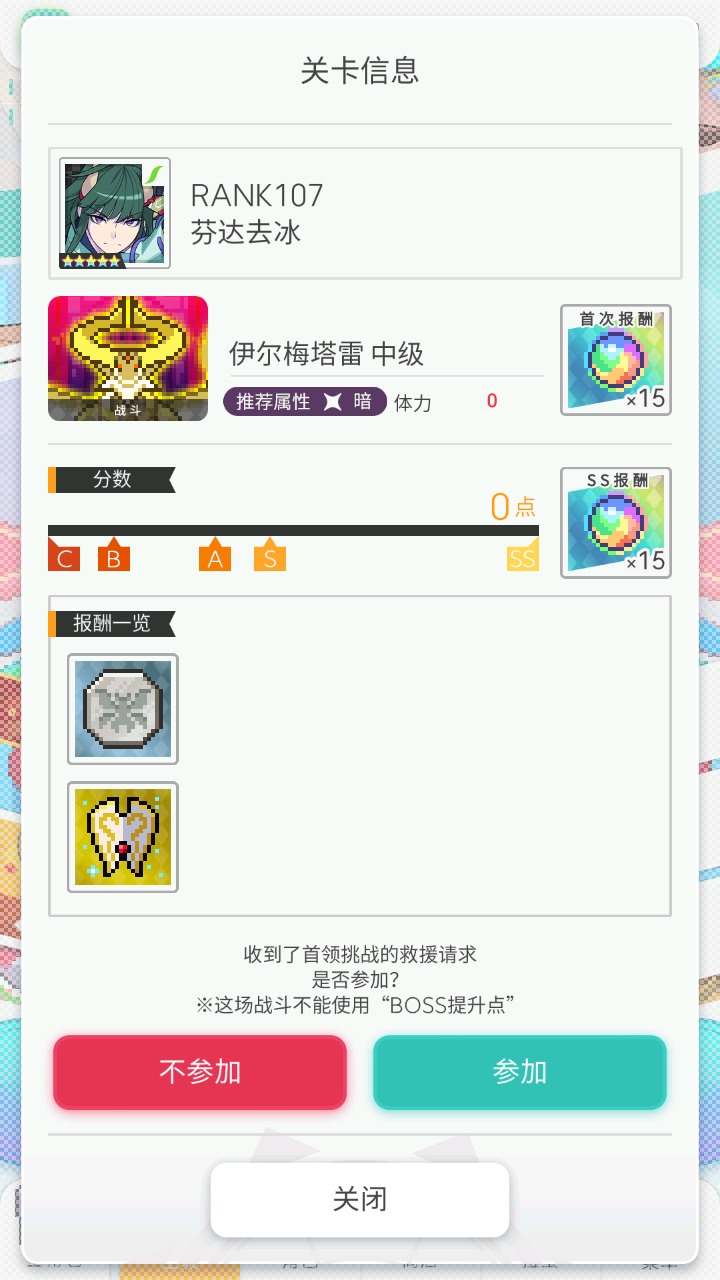 关卡信息
RANK107
芬达去冰
伊尔梅塔雷 中级
战斗
推荐属性 暗 体力 0
首次报酬
×15
分数
0点
C B A S SS
SS报酬
×15
报酬一览
收到了首领挑战的救援请求
是否参加?
※这场战斗不能使用“BOSS提升点”
不参加
参加
关闭